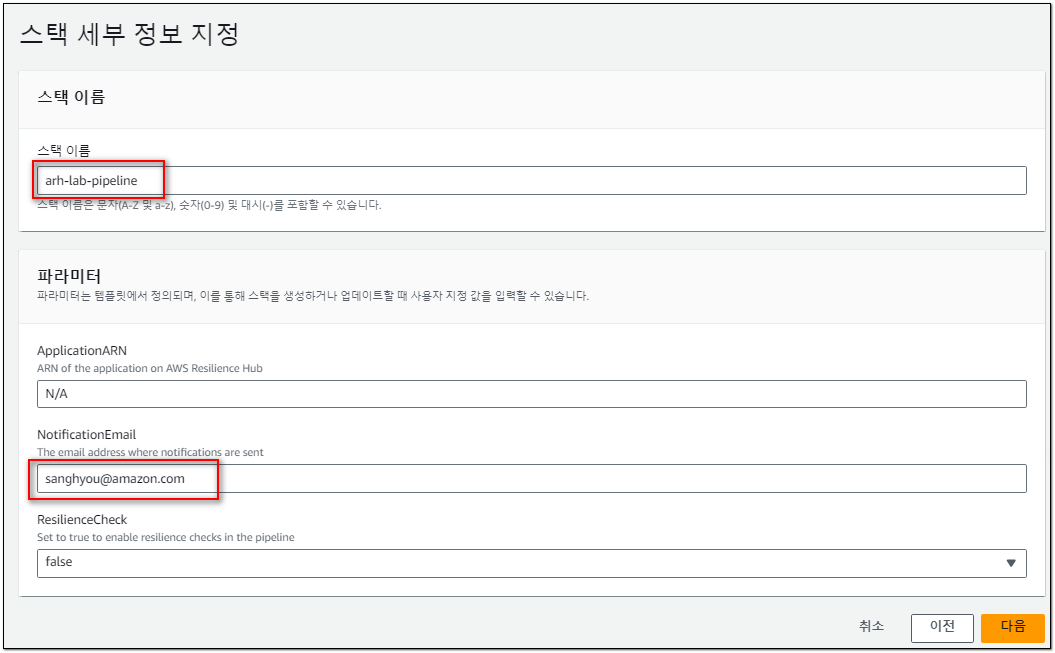 스택 세부 정보 지정
스택 이름
스택 이름
arh-lab-pipeline
스택 이름은 문자(A-Z 및 a-z), 숫자(0-9) 및 대시(-)를 포함할 수 있습니다.
파라미터
파라미터는 템플릿에서 정의되며, 이를 통해 스택을 생성하거나 업데이트할 때 사용자 지정 값을 입력할 수 있습니다.
ApplicationARN
ARN of the application on AWS Resilience Hub
N/A
NotificationEmail
The email address where notifications are sent
sanghyou@amazon.com
ResilienceCheck
Set to true to enable resilience checks in the pipeline
false
취소 이전 다음